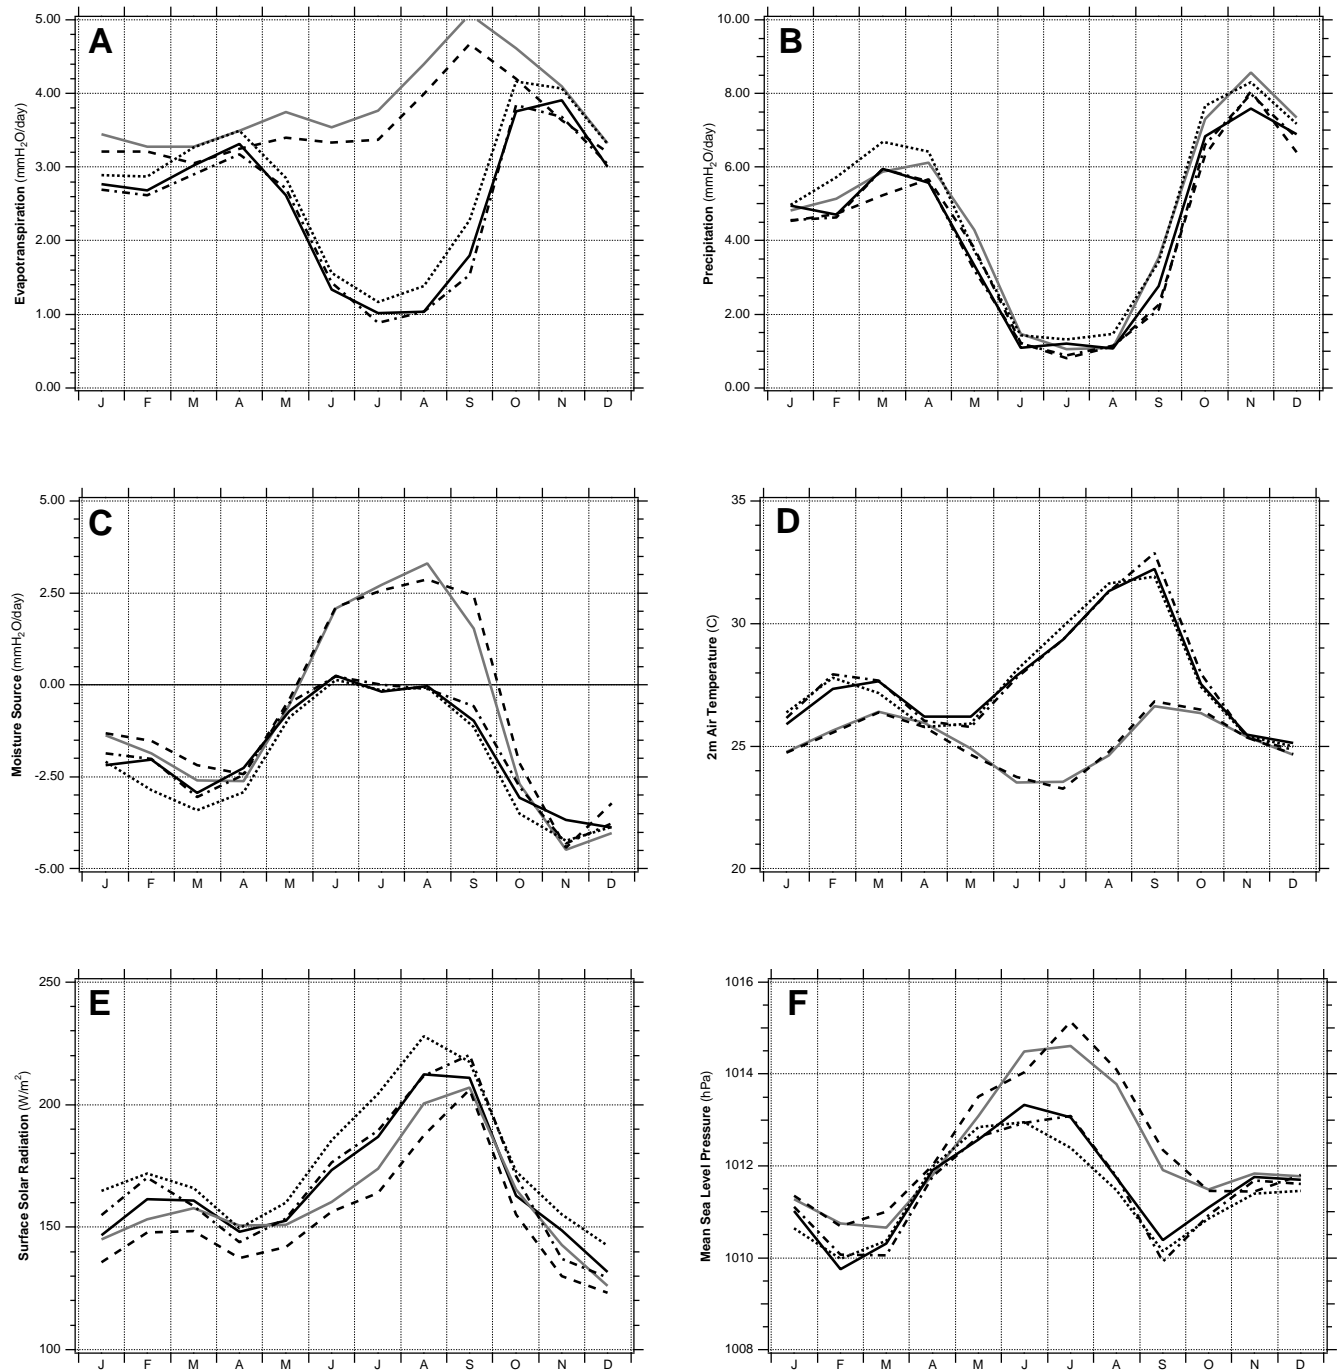 A
Evapotranspiration (mmH₂O/day)
5.00
4.00
3.00
2.00
1.00
0.00
J F M A M J J A S O N D
B
Precipitation (mmH₂O/day)
10.00
8.00
6.00
4.00
2.00
0.00
J F M A M J J A S O N D
C
Moisture Source (mmH₂O/day)
5.00
2.50
0.00
-2.50
-5.00
J F M A M J J A S O N D
D
2m Air Temperature (C)
35
30
25
20
J F M A M J J A S O N D
E
Surface Solar Radiation (W/m²)
250
200
150
100
J F M A M J J A S O N D
F
Mean Sea Level Pressure (hPa)
1016
1014
1012
1010
1008
J F M A M J J A S O N D